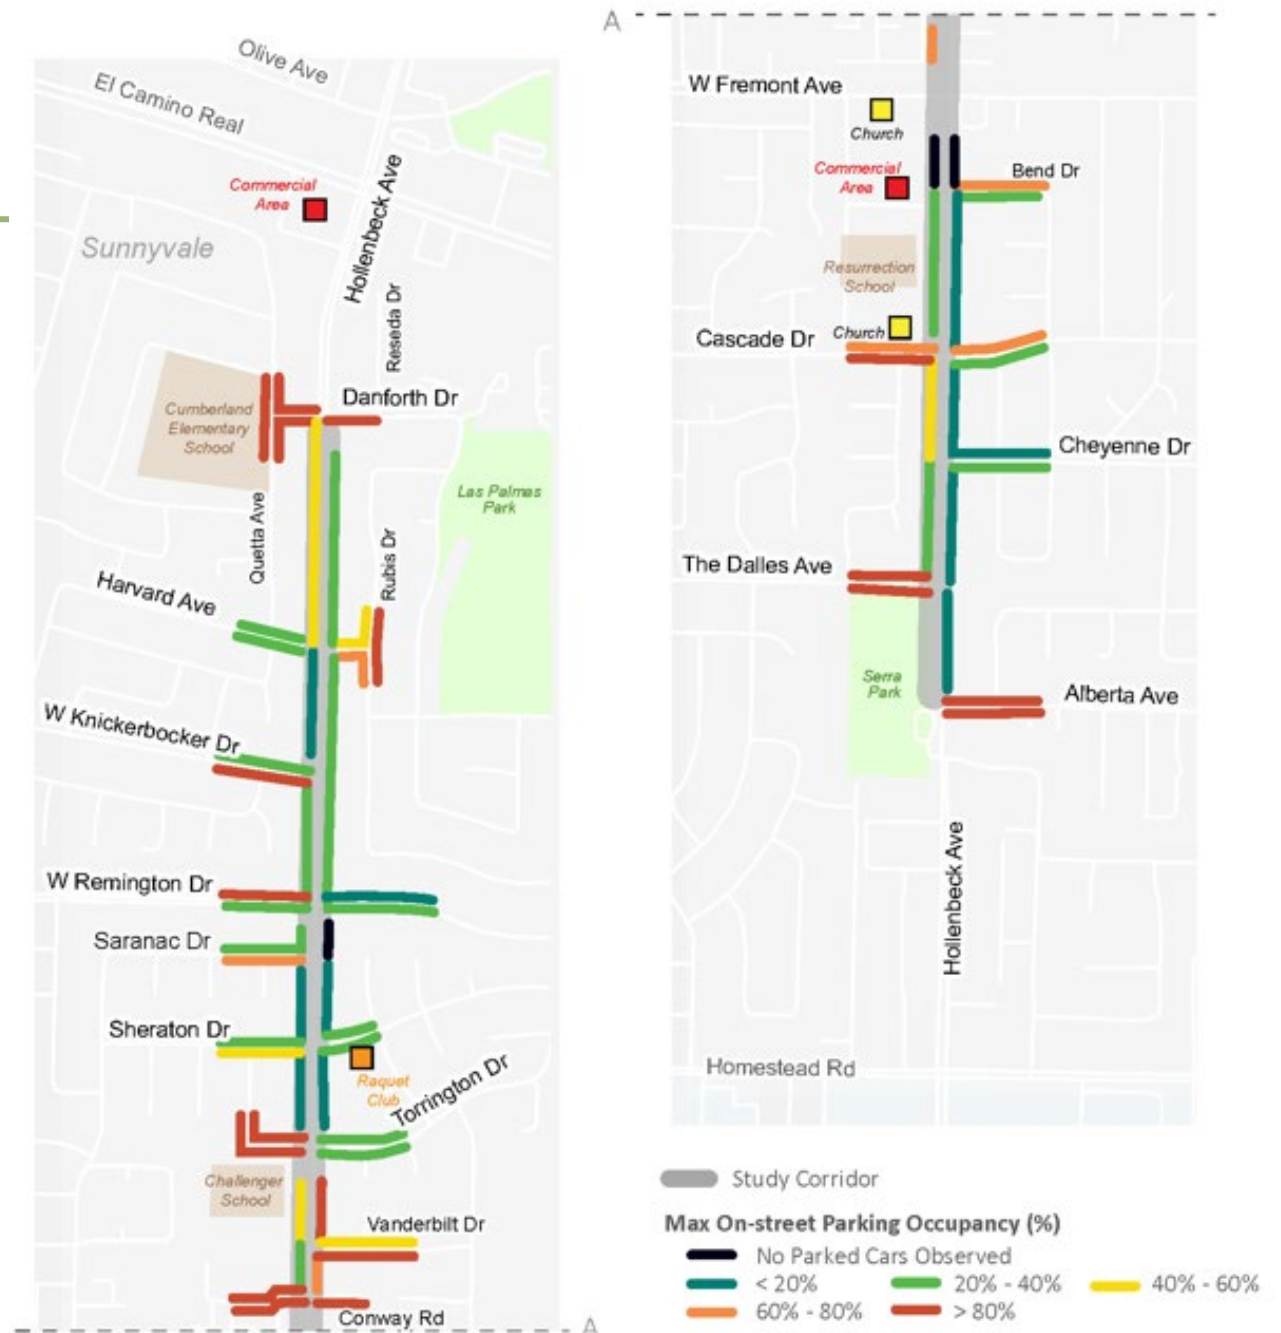 Olive Ave
El Camino Real
Commercial
Area
Hollenbeck Ave
Sunnyvale
Reseda Dr
Danforth Dr
Cumberland
Elementary
School
Las Palmas
Park
Quetta Ave
Rubis Dr
Harvard Ave
W Knickerbocker Dr
W Remington Dr
Saranac Dr
Sheraton Dr
Raquet
Club
Torrington Dr
Challenger
School
Vanderbilt Dr
Conway Rd
A
A
W Fremont Ave
Church
Commercial
Area
Bend Dr
Resurrection
School
Church
Cascade Dr
Cheyenne Dr
The Dalles Ave
Serra
Park
Alberta Ave
Hollenbeck Ave
Homestead Rd
Study Corridor
Max On-street Parking Occupancy (%)
No Parked Cars Observed
< 20% 20% - 40% 40% - 60%
60% - 80% > 80%